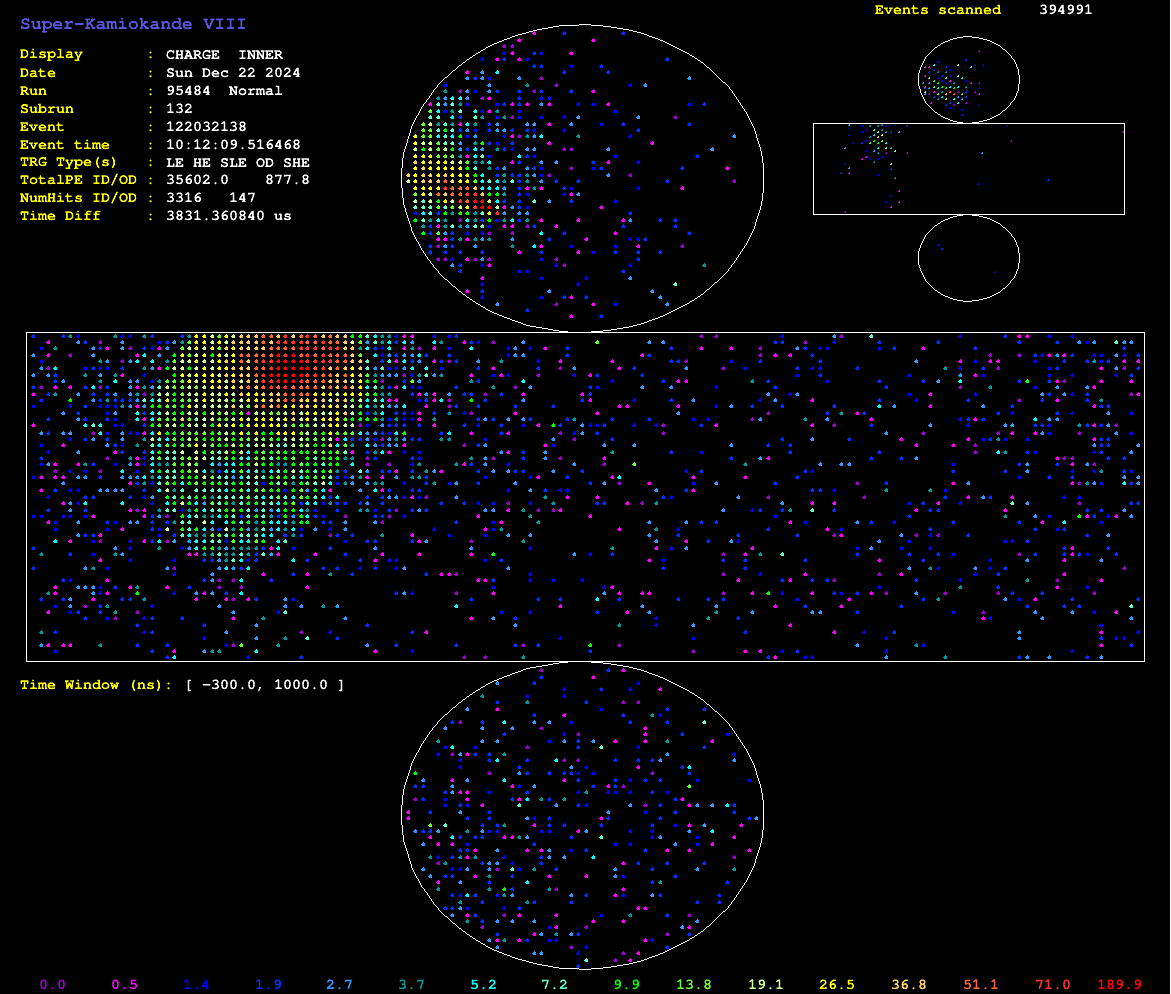 Super-Kamiokande VIII
Events scanned 394991
Display : CHARGE INNER
Date : Sun Dec 22 2024
Run : 95484 Normal
Subrun : 132
Event : 122032138
Event time : 10:12:09.516468
TRG Type(s) : LE HE SLE OD SHE
TotalPE ID/OD : 35602.0 877.8
NumHits ID/OD : 3316 147
Time Diff : 3831.360840 us
Time Window (ns): [ -300.0, 1000.0 ]
0.0 0.5 1.4 1.9 2.7 3.7 5.2 7.2 9.9 13.8 19.1 26.5 36.8 51.1 71.0 189.9